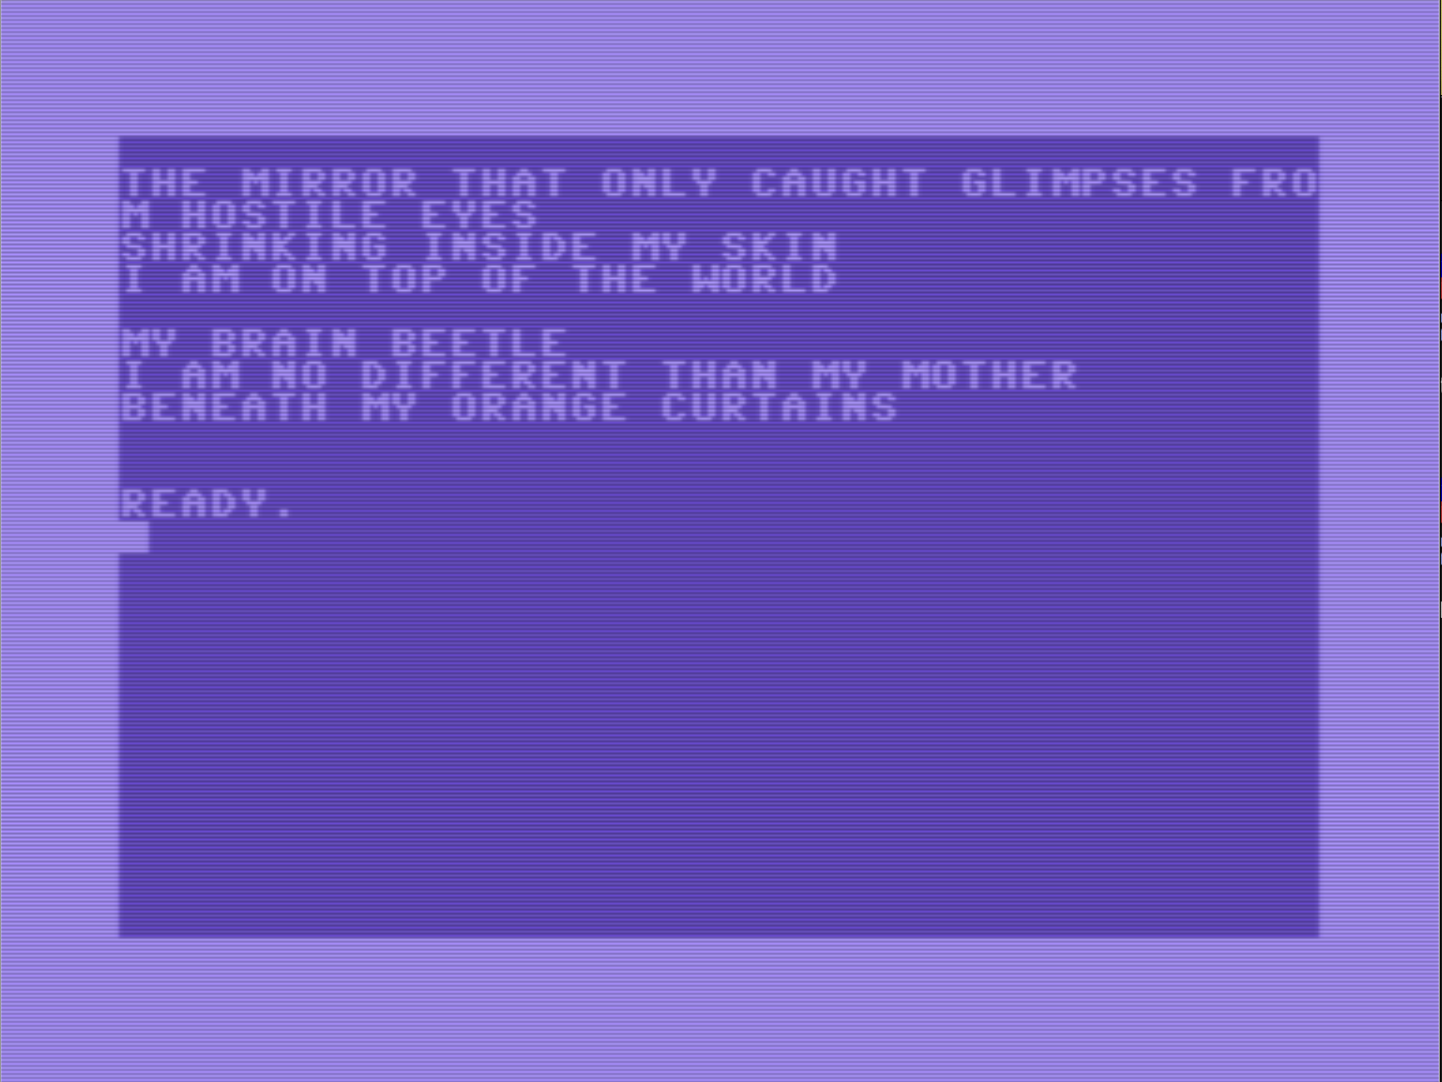 THE MIRROR THAT ONLY CAUGHT GLIMPSES FRO
M HOSTILE EYES
SHRINKING INSIDE MY SKIN
I AM ON TOP OF THE WORLD
MY BRAIN BEETLE
I AM NO DIFFERENT THAN MY MOTHER
BENEATH MY ORANGE CURTAINS
READY.